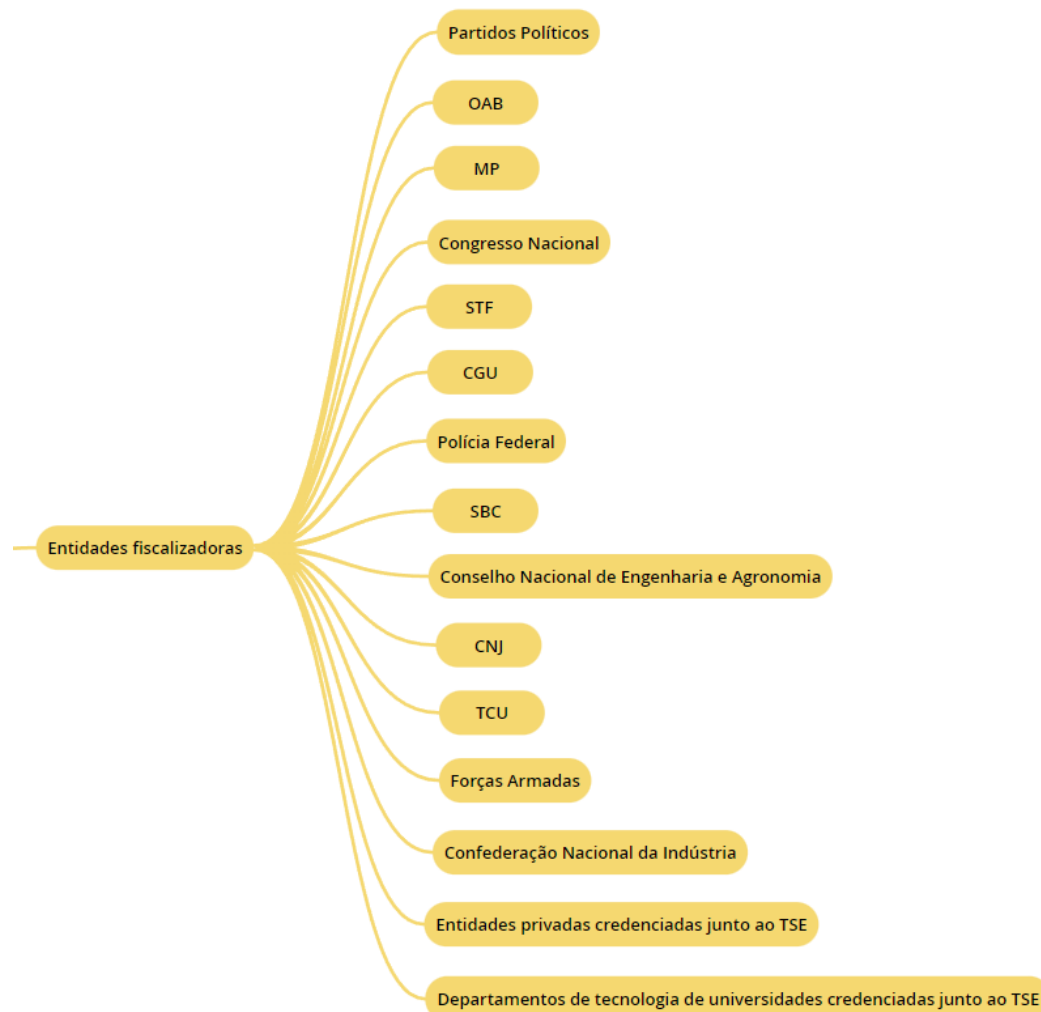 Partidos Políticos
OAB
MP
Congresso Nacional
STF
CGU
Polícia Federal
SBC
Entidades fiscalizadoras
Conselho Nacional de Engenharia e Agronomia
CNJ
TCU
Forças Armadas
Confederação Nacional da Indústria
Entidades privadas credenciadas junto ao TSE
Departamentos de tecnologia de universidades credenciadas junto ao TSE